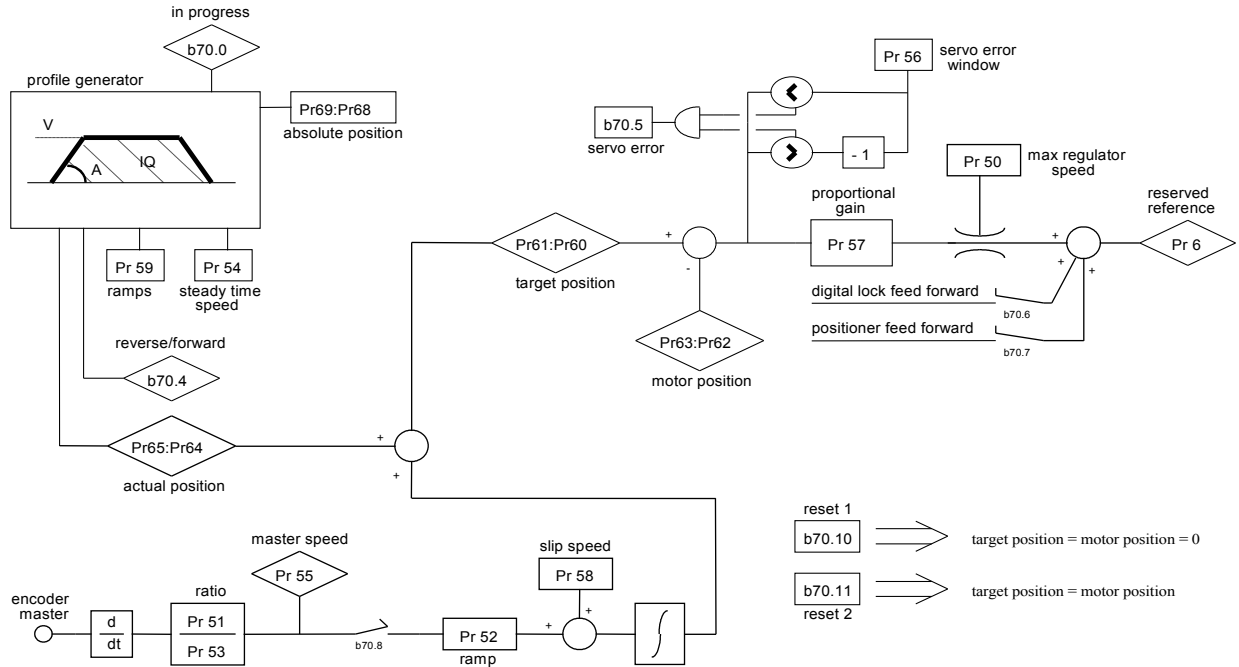 in progress
b70.0
profile generator
V
A
IQ
Pr69:Pr68
absolute position
Pr 59
ramps
Pr 54
steady time
speed
reverse/forward
b70.4
Pr65:Pr64
actual position
+
+
Pr 56
servo error
window
<
>
- 1
b70.5
servo error
Pr 50
max regulator
speed
proportional
gain
Pr 57
reserved
reference
Pr 6
Pr61:Pr60
target position
+
-
+
+
+
Pr63:Pr62
motor position
digital lock feed forward
b70.6
positioner feed forward
b70.7
encoder
master
d
dt
ratio
Pr 51
Pr 53
master speed
Pr 55
b70.8
Pr 52
ramp
slip speed
Pr 58
+
+
∫
reset 1
b70.10
target position = motor position = 0
b70.11
reset 2
target position = motor position